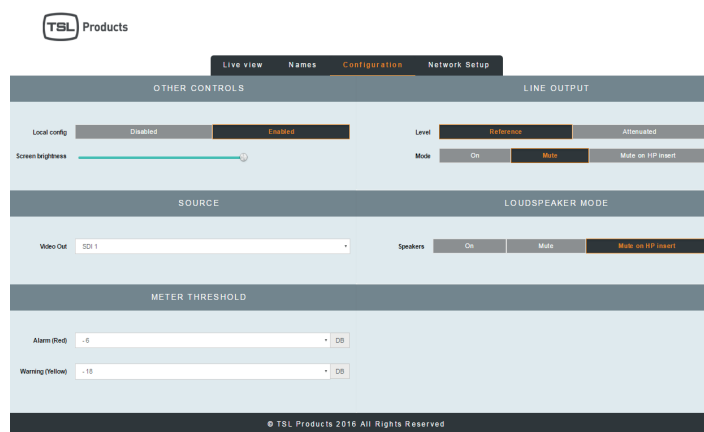 TSL Products
Live view Names Configuration Network Setup
OTHER CONTROLS
Local config Disabled Enabled
Screen brightness
LINE OUTPUT
Level Reference Attenuated
Mode On Mute Mute on HP insert
SOURCE
Video Out SDI 1
LOUDSPEAKER MODE
Speakers On Mute Mute on HP insert
METER THRESHOLD
Alarm (Red) -6 DB
Warning (Yellow) -18 DB
© TSL Products 2016 All Rights Reserved